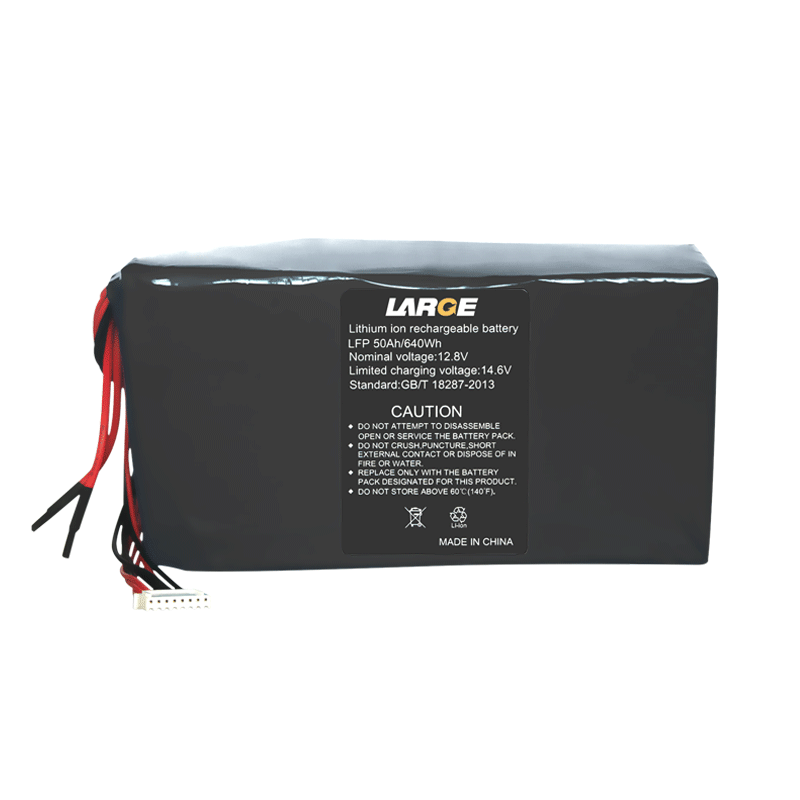 LARGE
Lithium ion rechargeable battery
LFP 50Ah/640Wh
Nominal voltage:12.8V
Limited charging voltage:14.6V
Standard:GB/T 18287-2013
CAUTION
◆ DO NOT ATTEMPT TO DISASSEMBLE
OPEN OR SERVICE THE BATTERY PACK.
◆ DO NOT CRUSH,PUNCTURE,SHORT
EXTERNAL CONTACT OR DISPOSE OF IN
FIRE OR WATER.
◆ REPLACE ONLY WITH THE BATTERY
PACK DESIGNATED FOR THIS PRODUCT.
◆ DO NOT STORE ABOVE 60℃(140℉).
Li-ion
MADE IN CHINA